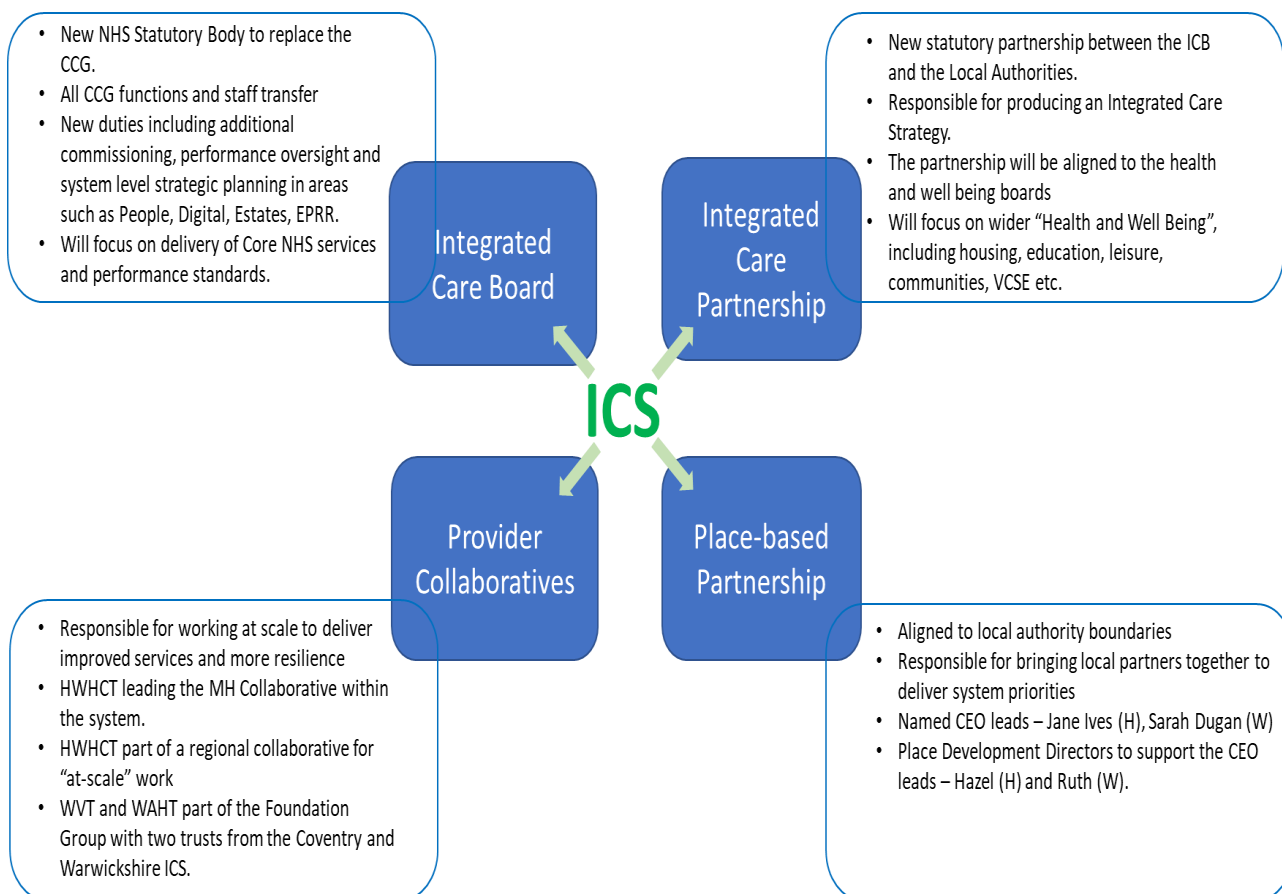 • New NHS Statutory Body to replace the
CCG.
• All CCG functions and staff transfer
• New duties including additional
commissioning, performance oversight and
system level strategic planning in areas
such as People, Digital, Estates, EPRR.
• Will focus on delivery of Core NHS services
and performance standards.
Integrated
Care Board
• New statutory partnership between the ICB
and the Local Authorities.
• Responsible for producing an Integrated Care
Strategy.
• The partnership will be aligned to the health
and well being boards
• Will focus on wider “Health and Well Being”,
including housing, education, leisure,
communities, VCSE etc.
Integrated
Care
Partnership
ICS
Provider
Collaboratives
• Responsible for working at scale to deliver
improved services and more resilience
• HWHCT leading the MH Collaborative within
the system.
• HWHCT part of a regional collaborative for
“at-scale” work
• WVT and WAHT part of the Foundation
Group with two trusts from the Coventry and
Warwickshire ICS.
Place-based
Partnership
• Aligned to local authority boundaries
• Responsible for bringing local partners together to
deliver system priorities
• Named CEO leads – Jane Ives (H), Sarah Dugan (W)
• Place Development Directors to support the CEO
leads – Hazel (H) and Ruth (W).